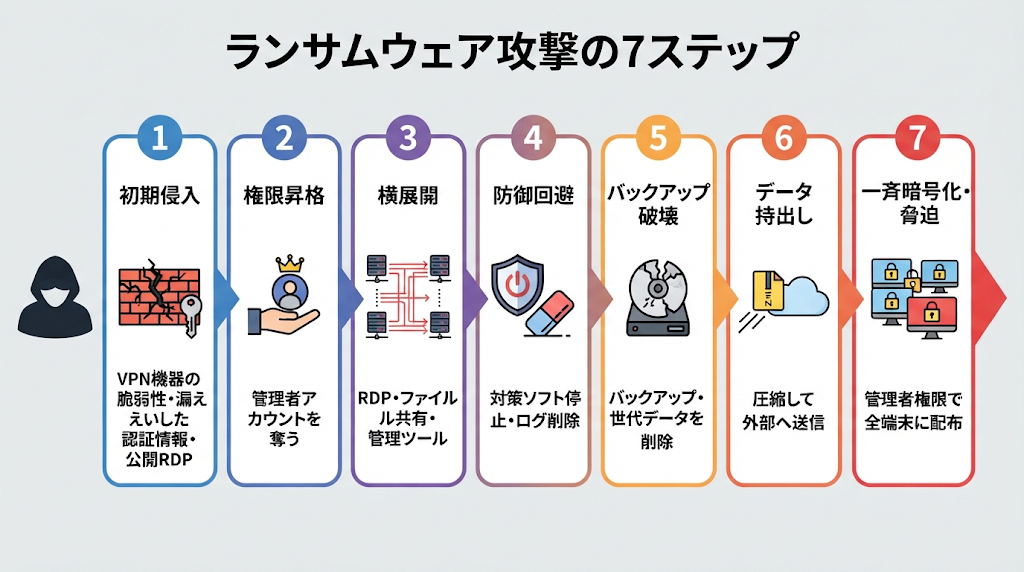 ランサムウェア攻撃の7ステップ
1
初期侵入
VPN機器の
脆弱性・漏え
えいした
認証情報・
公開RDP
2
権限昇格
管理者ア
カウントを
奪う
3
横展開
RDP・ファイル
ル共有・
管理ツール
4
防御回避
対策ソフト停
止・ログ削除
5
バックアップ
破壊
バックアップ・
世代データを
削除
6
データ
持出し
ZIP
圧縮して
外部へ送信
7
一斉暗号化・
脅迫
管理者権限で
全端末に配布